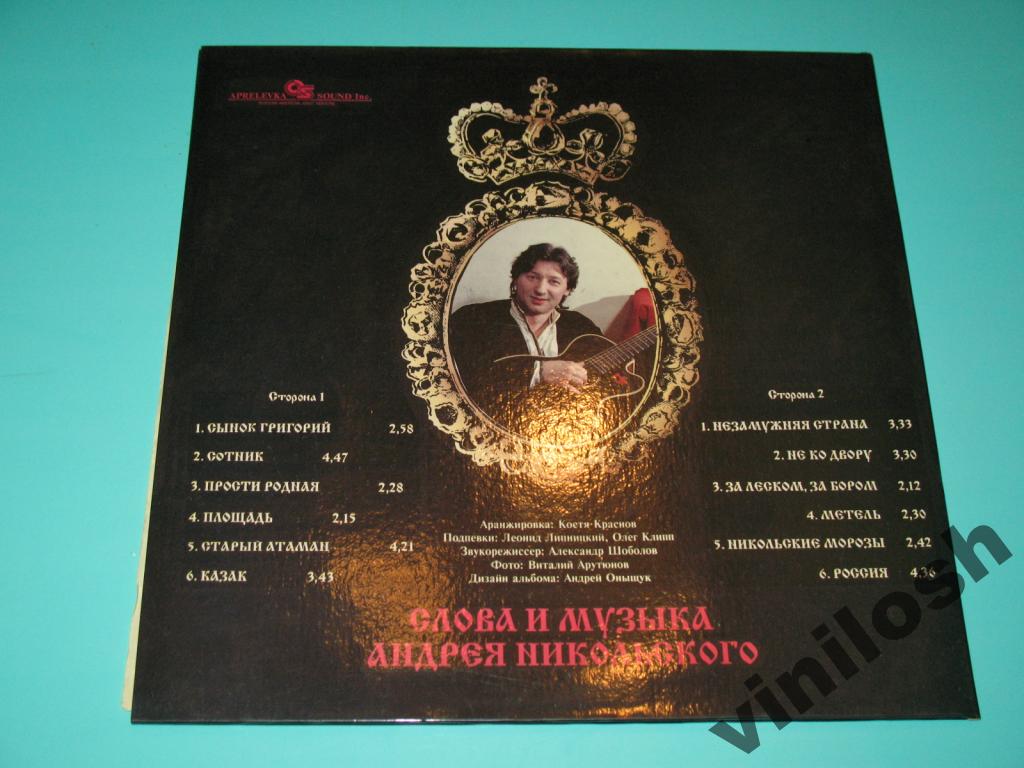 APRELEVKA SOUND Inc.
Сторона 1
1. СЫНОК ГРИГОРИЙ 2,58
2. СОТНИК 4,47
3. ПРОСТИ РОДНАЯ 2,28
4. ПЛОЩАДЬ 2,15
5. СТАРЫЙ АТАМАН 4,21
6. КАЗАК 3,43
Сторона 2
1. НЕЗАМУЖНЯЯ СТРАНА 3,33
2. НЕ КО ДВОРУ 3,30
3. ЗА ЛЕСКОМ, ЗА БОРОМ 2,12
4. МЕТЕЛЬ 2,30
5. НИКОЛЬСКИЕ МОРОЗЫ 2,42
6. РОССИЯ 4,36
Аранжировка: Костя Краснов
Подпевки: Леонид Липницкий, Олег Клипп
Звукорежиссер: Александр Шоболов
Фото: Виталий Арутюнов
Дизайн альбома: Андрей Оныщук
СЛОВА И МУЗЫКА
АНДРЕЯ НИКОЛЬСКОГО
vinilosh